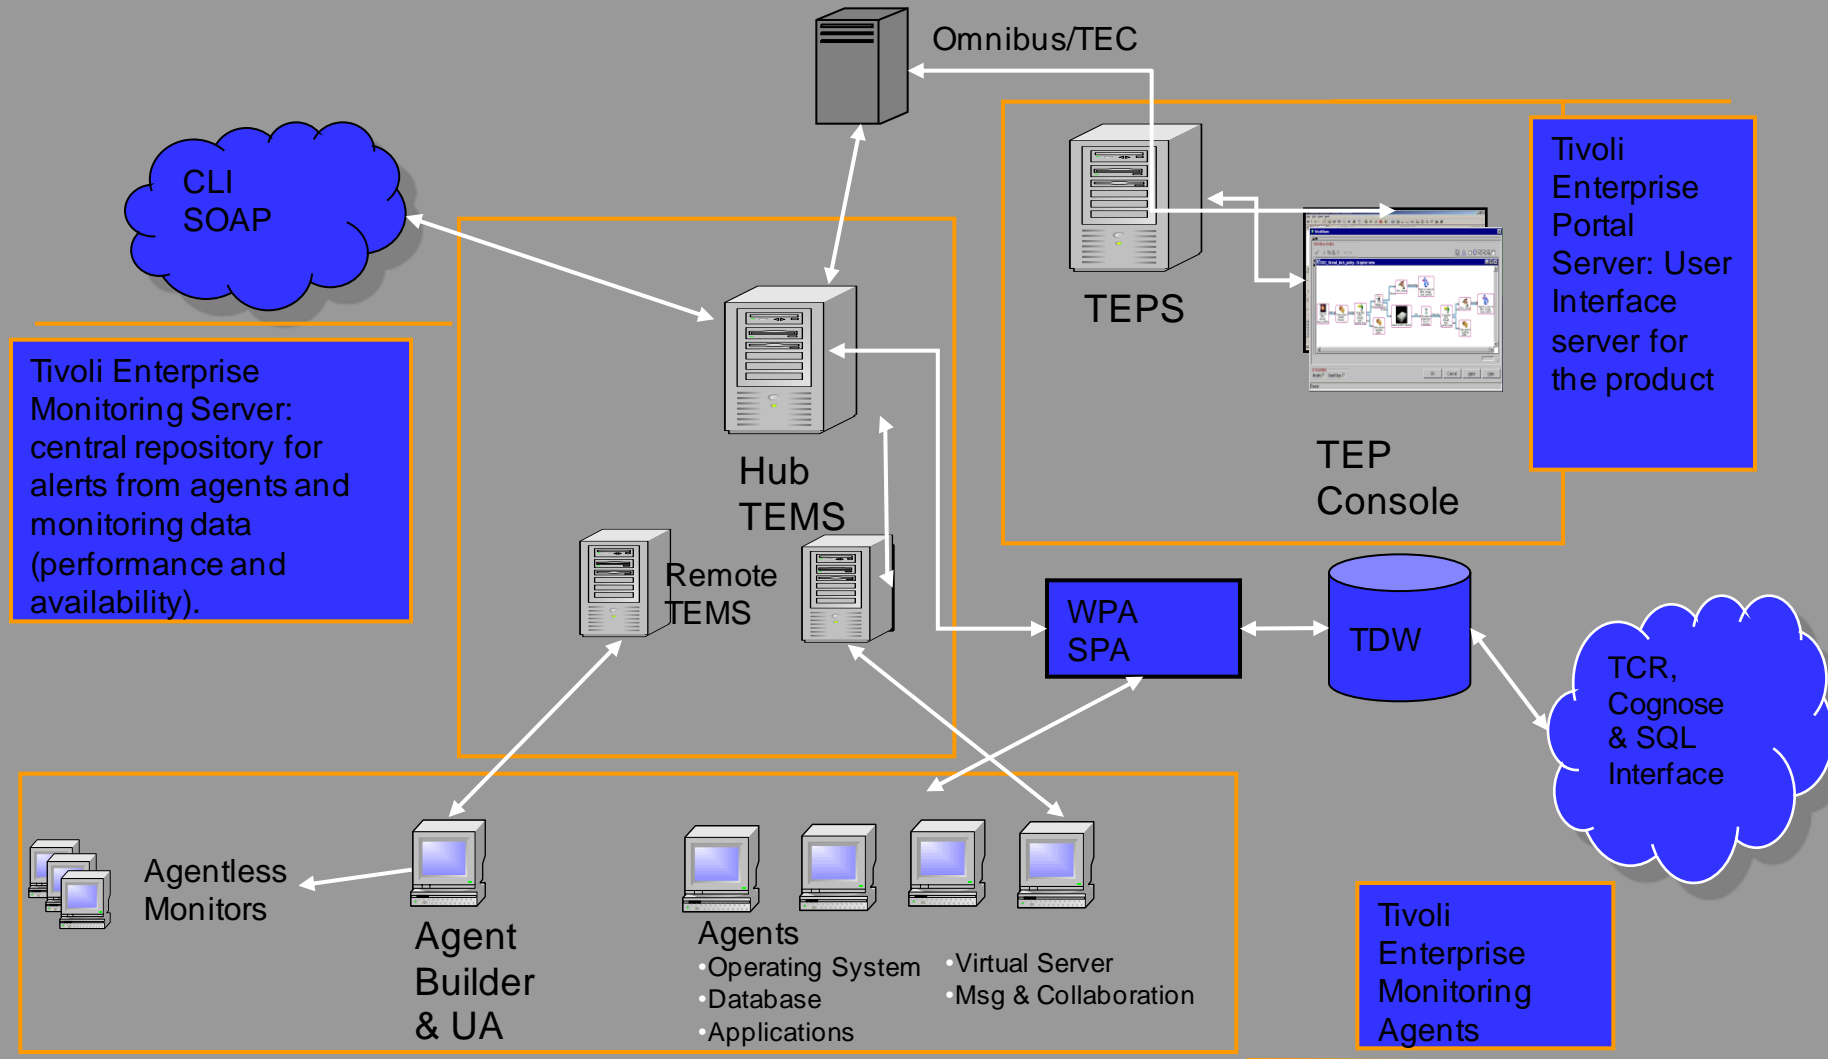 Omnibus/TEC
CLI
SOAP
TEPS
Tivoli
Enterprise
Portal
Server: User
Interface
server for
the product
Tivoli Enterprise
Monitoring Server:
central repository for
alerts from agents and
monitoring data
(performance and
availability).
Hub
TEMS
TEP
Console
Remote
TEMS
WPA
SPA
TDW
TCR,
Cognose
& SQL
Interface
Agentless
Monitors
Agent
Builder
& UA
Agents
•Operating System
•Database
•Applications
•Virtual Server
•Msg & Collaboration
Tivoli
Enterprise
Monitoring
Agents